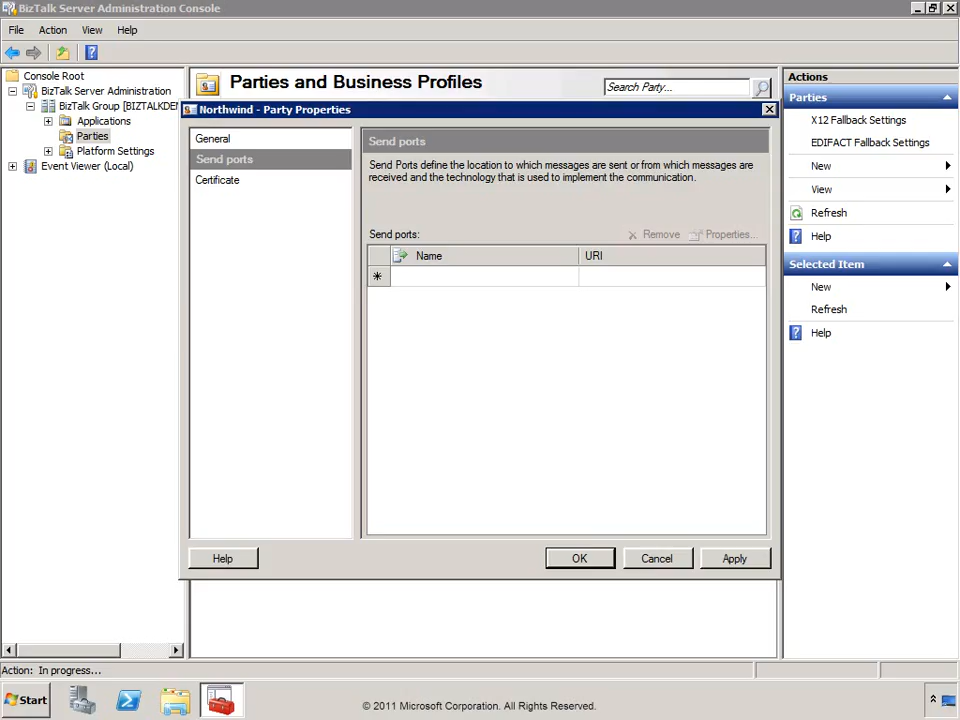 BizTalk Server Administration Console
File Action View Help
Console Root
BizTalk Server Administration
BizTalk Group [BIZTALKDEM
Applications
Parties
Platform Settings
Event Viewer (Local)
Parties and Business Profiles
Search Party...
Northwind - Party Properties
General
Send ports
Certificate
Send ports
Send Ports define the location to which messages are sent or from which messages are
received and the technology that is used to implement the communication.
Send ports:
Remove Properties...
Name URI
Help OK Cancel Apply
Actions
Parties
X12 Fallback Settings
EDIFACT Fallback Settings
New
View
Refresh
Help
Selected Item
New
Refresh
Help
Action: In progress...
Start
© 2011 Microsoft Corporation. All Rights Reserved.